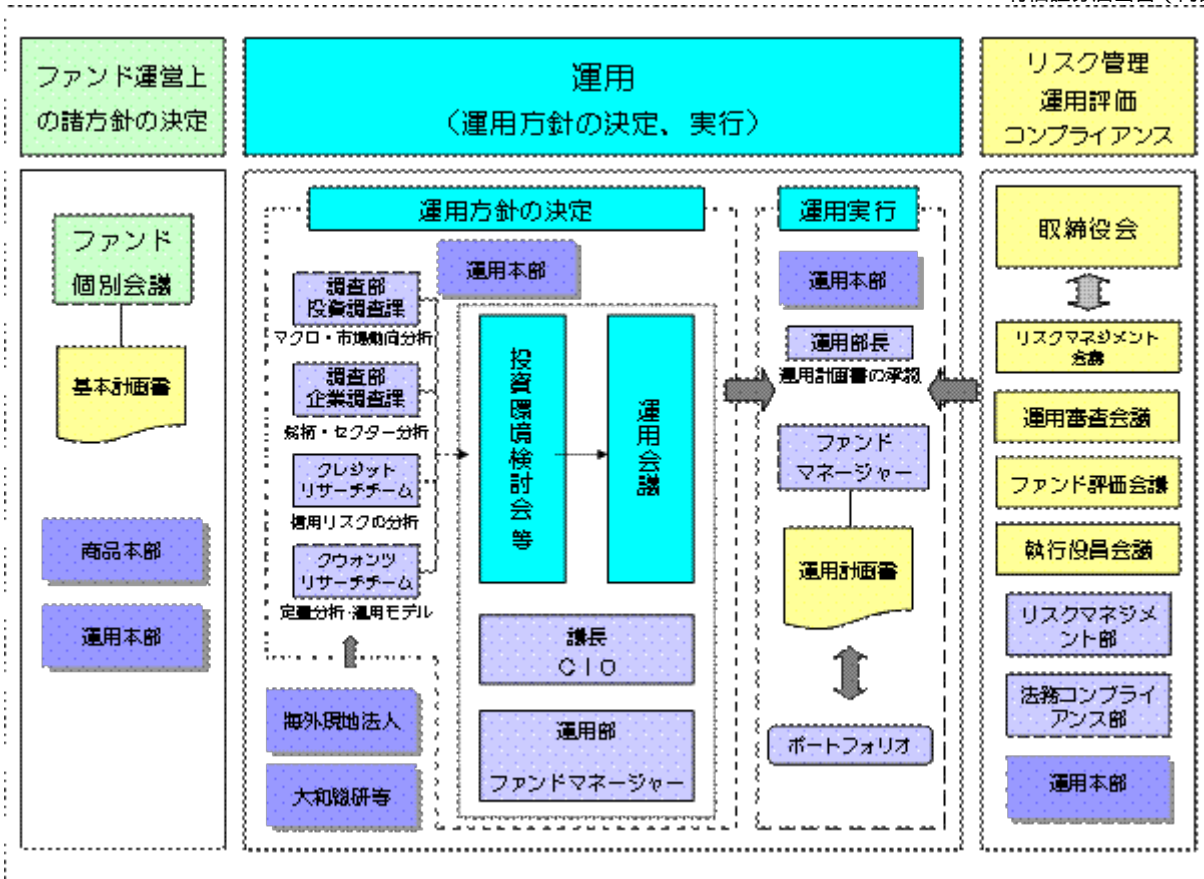 ファンド運営上
の諸方針の決定
運用
(運用方針の決定、実行)
リスク管理
運用評価
コンプライアンス
ファンド
個別会議
基本計画書
商品本部
運用本部
運用方針の決定
運用本部
調査部
投資調査課
マクロ・市場動向分析
調査部
企業調査課
銘柄・セクター分析
クレジット
リサーチチーム
信用リスクの分析
クウォンツ
リサーチチーム
定量分析・運用モデル
海外現地法人
大和総研等
投資環境検討会 等
運用会議
議長
CIO
運用部
ファンドマネージャー
運用実行
運用本部
運用部長
運用計画書の承認
ファンド
マネージャー
運用計画書
ポートフォリオ
取締役会
リスクマネジメント
会議
運用審査会議
ファンド評価会議
執行役員会議
リスクマネジメ
ント部
法務コンプライ
アンス部
運用本部